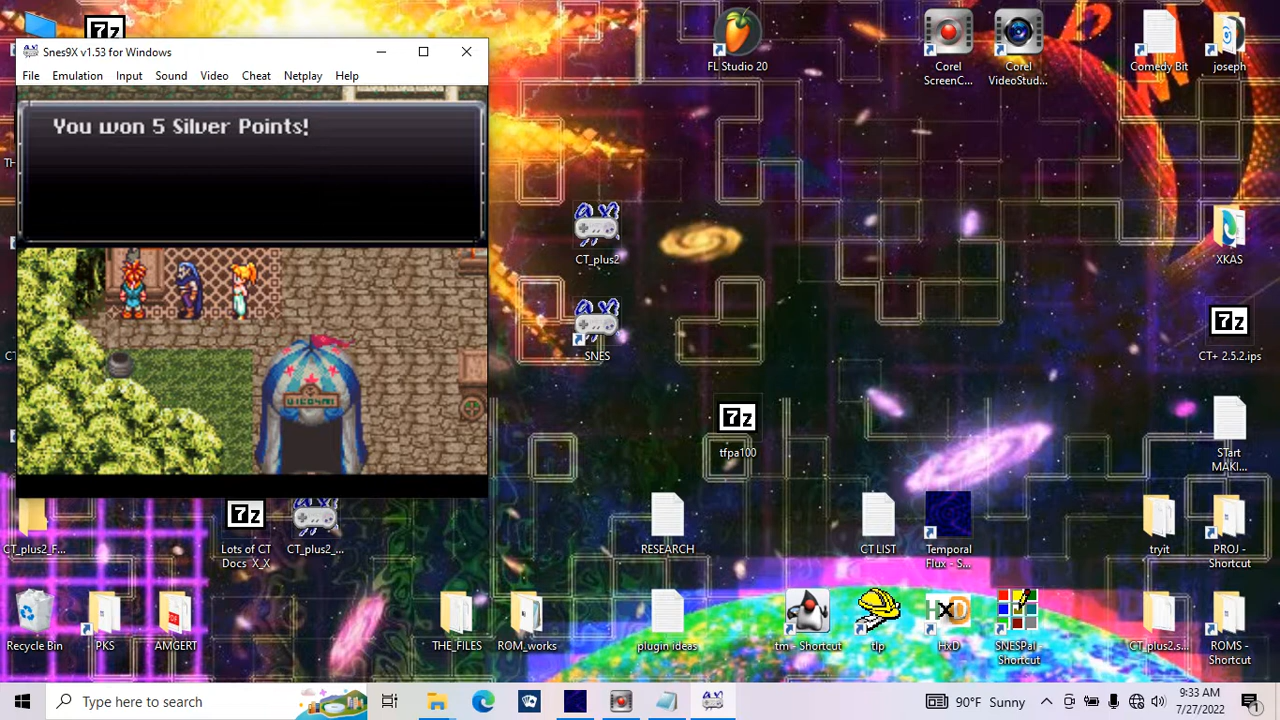 Snes9X v1.53 for Windows
File Emulation Input Sound Video Cheat Netplay Help
You won 5 Silver Points!
FL Studio 20
Corel ScreenC...
Corel VideoStud...
Comedy Bit
joseph
CT_plus2
XKAS
SNES
CT+ 2.5.2.ips
tfpa100
STart MAKI...
CT_plus2_F...
Lots of CT Docs X_X
CT_plus2_...
RESEARCH
CT LIST
Temporal Flux - S...
tryit
PROJ - Shortcut
Recycle Bin
PKS
AMGERT
THE_FILES
ROM_works
plugin ideas
tm - Shortcut
tlp
HxD
SNESPal - Shortcut
CT_plus2.s...
ROMS - Shortcut
Type here to search
90°F Sunny
9:33 AM
7/27/2022